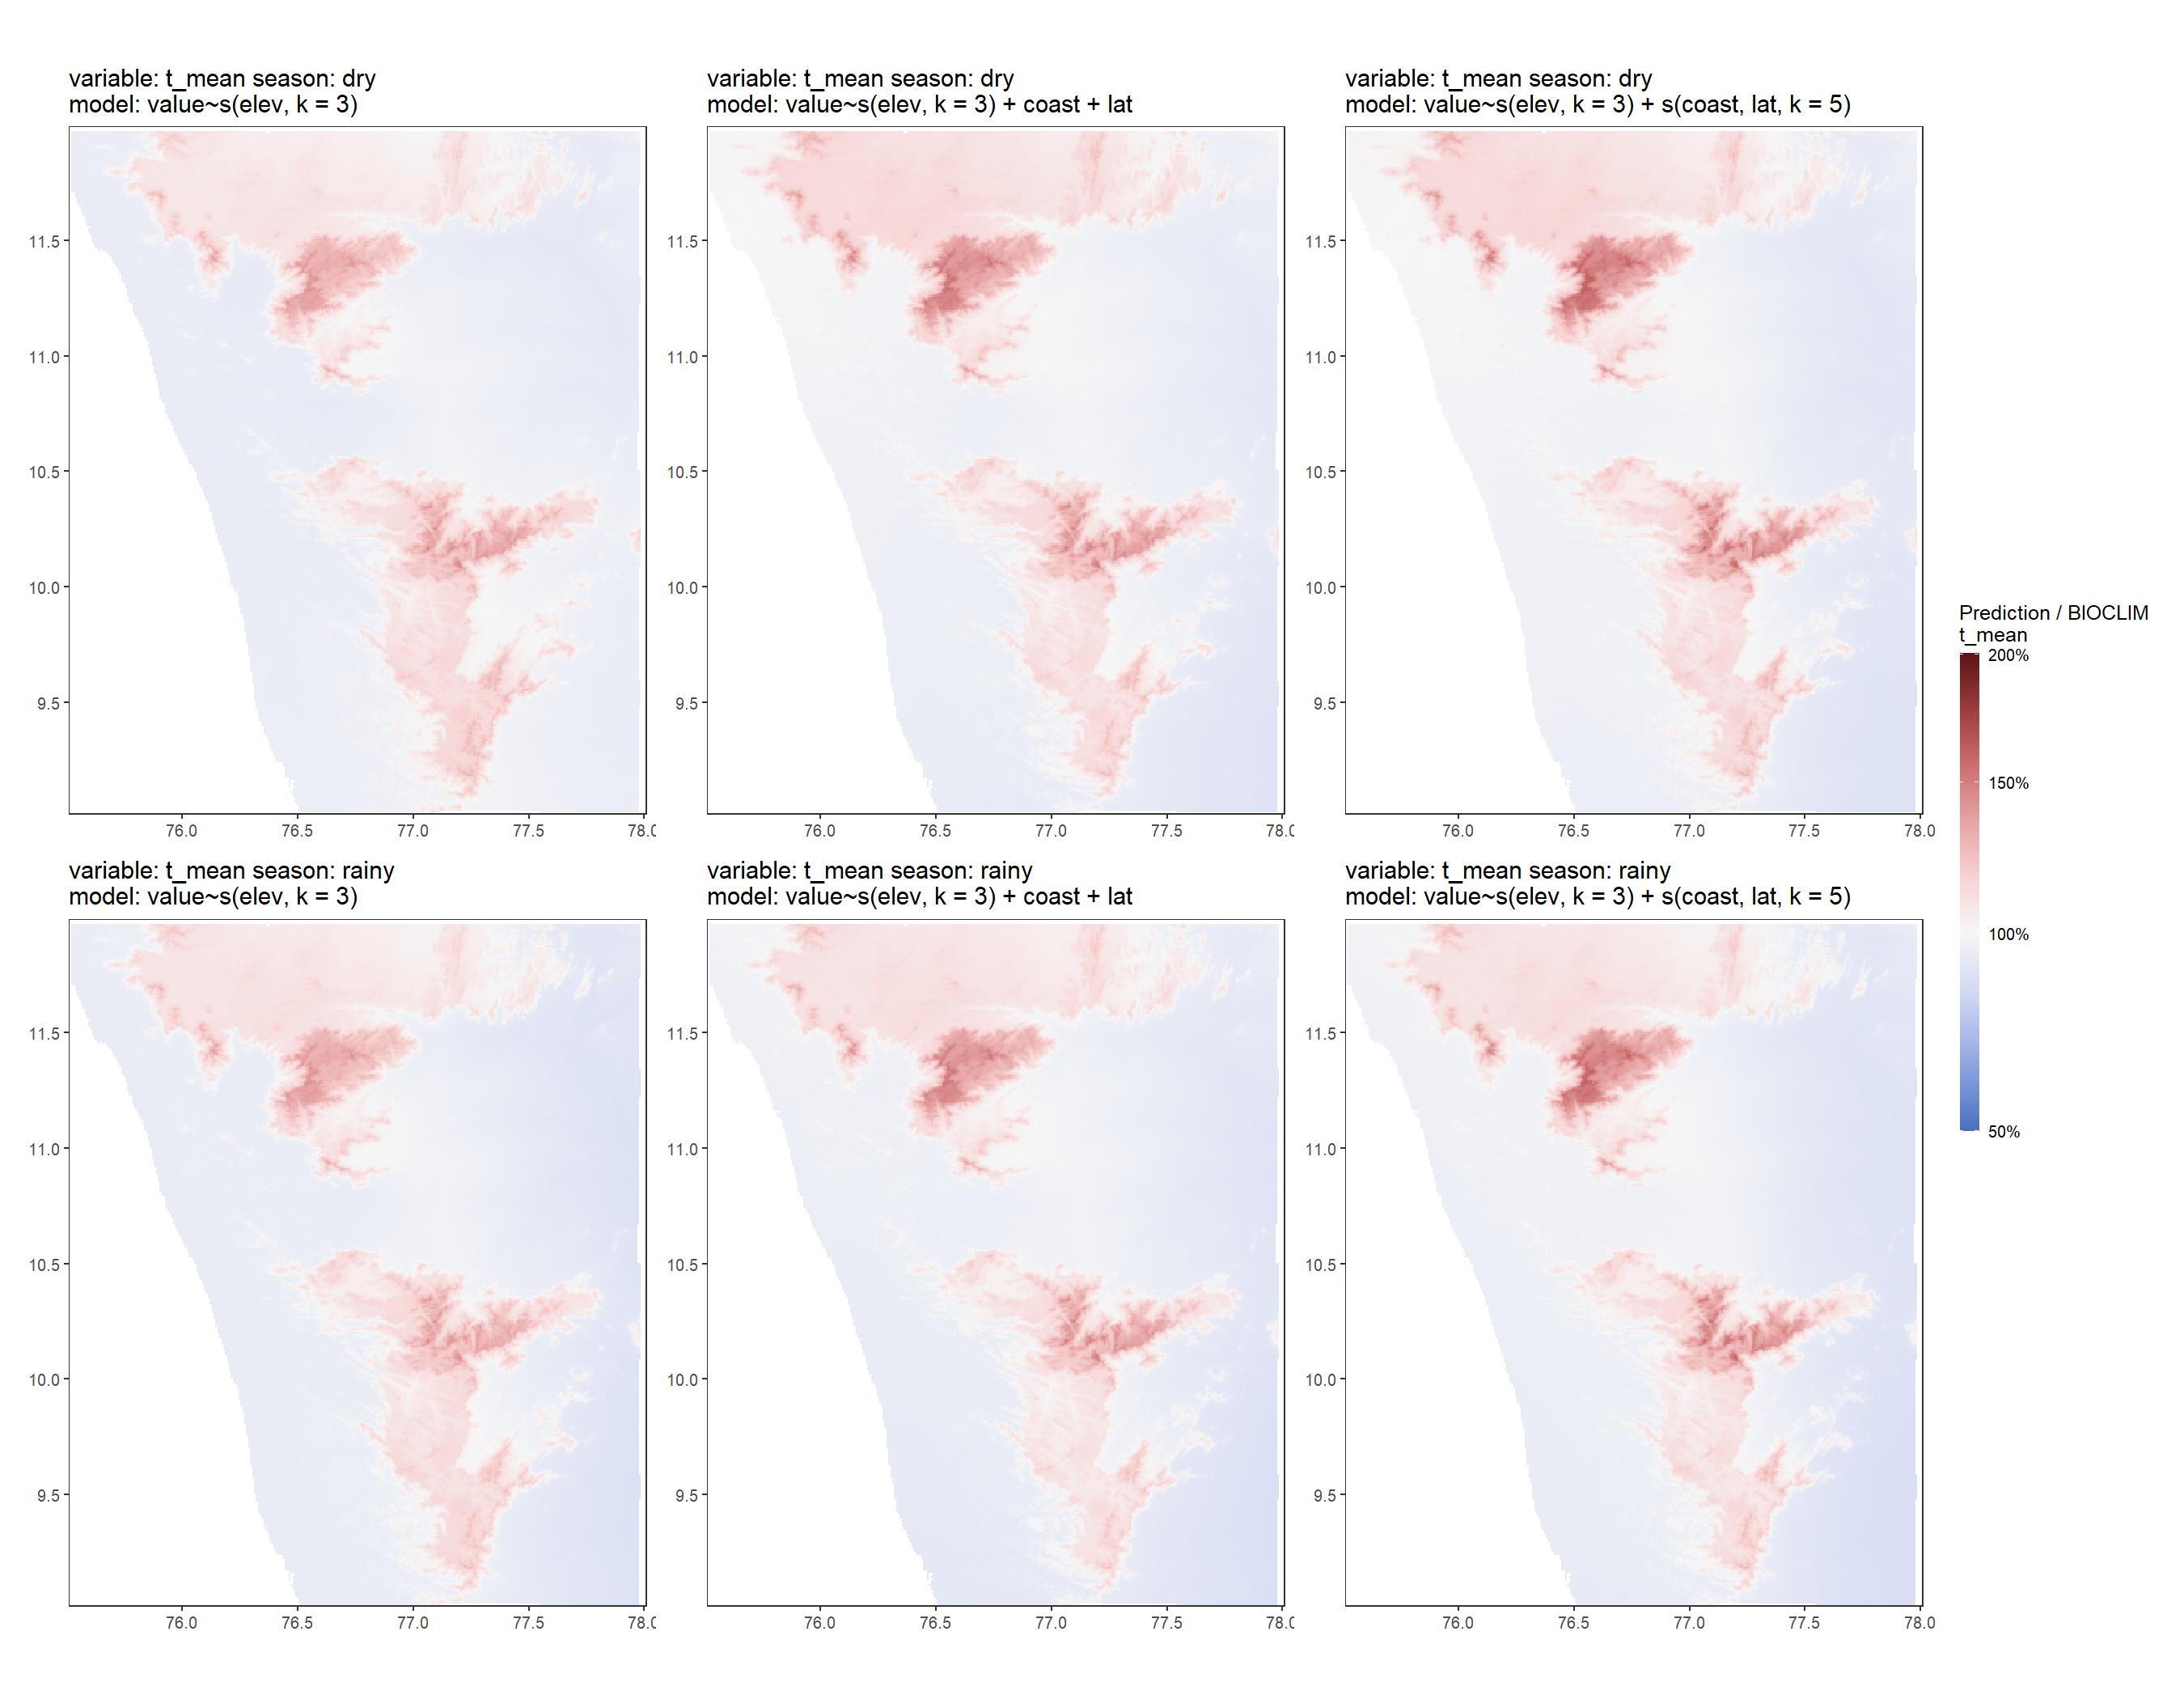 variable: t_mean season: dry
model: value~s(elev, k = 3)
variable: t_mean season: dry
model: value~s(elev, k = 3) + coast + lat
variable: t_mean season: dry
model: value~s(elev, k = 3) + s(coast, lat, k = 5)
11.5
11.0
10.5
10.0
9.5
76.0 76.5 77.0 77.5 78.0
11.5
11.0
10.5
10.0
9.5
76.0 76.5 77.0 77.5 78.0
11.5
11.0
10.5
10.0
9.5
76.0 76.5 77.0 77.5 78.0
Prediction / BIOCLIM
t_mean
200%
150%
100%
50%
variable: t_mean season: rainy
model: value~s(elev, k = 3)
variable: t_mean season: rainy
model: value~s(elev, k = 3) + coast + lat
variable: t_mean season: rainy
model: value~s(elev, k = 3) + s(coast, lat, k = 5)
11.5
11.0
10.5
10.0
9.5
76.0 76.5 77.0 77.5 78.0
11.5
11.0
10.5
10.0
9.5
76.0 76.5 77.0 77.5 78.0
11.5
11.0
10.5
10.0
9.5
76.0 76.5 77.0 77.5 78.0